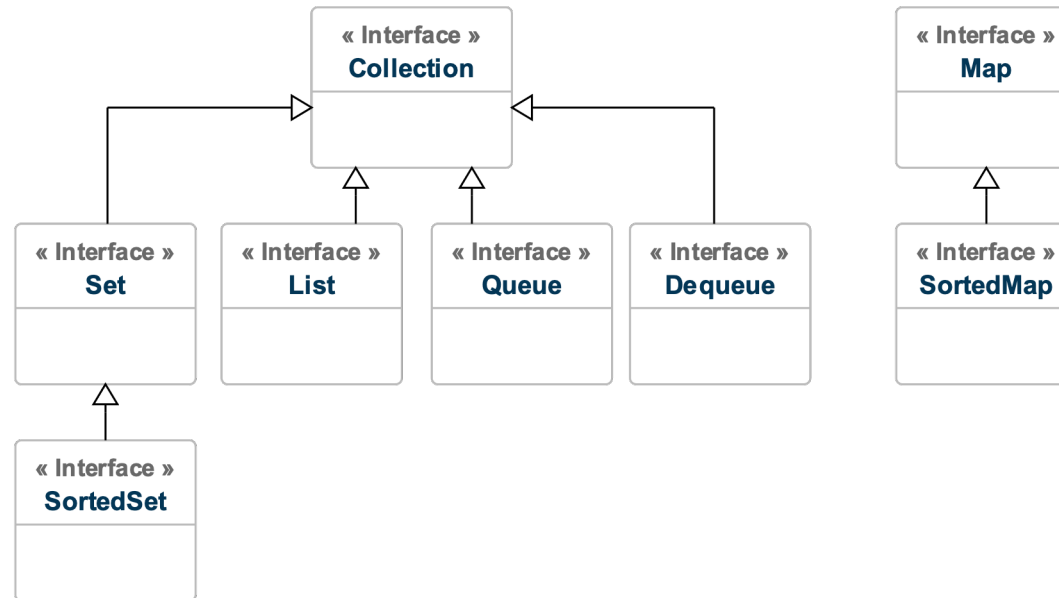 « Interface »
Collection
« Interface »
Map
« Interface »
Set
« Interface »
List
« Interface »
Queue
« Interface »
Dequeue
« Interface »
SortedMap
« Interface »
SortedSet